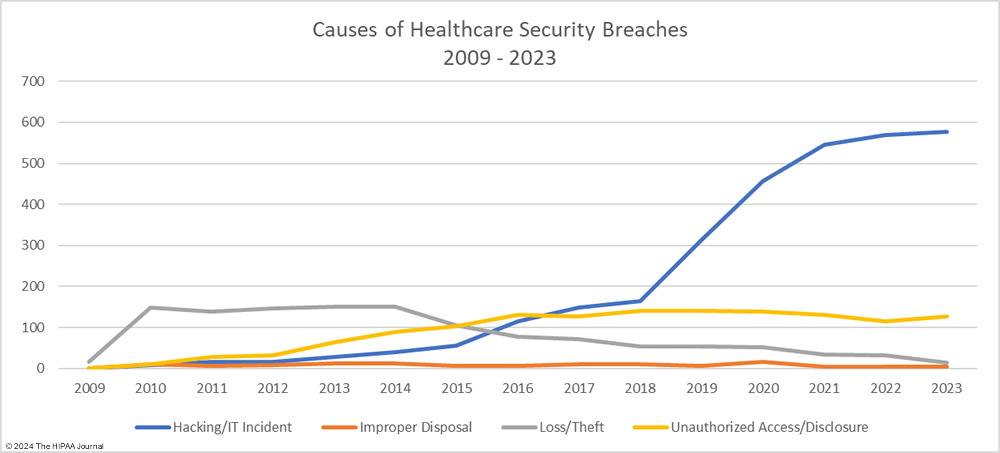 Causes of Healthcare Security Breaches
2009 - 2023
700
600
500
400
300
200
100
0
2009 2010 2011 2012 2013 2014 2015 2016 2017 2018 2019 2020 2021 2022 2023
Hacking/IT Incident Improper Disposal Loss/Theft Unauthorized Access/Disclosure
© 2024 The HIPAA Journal